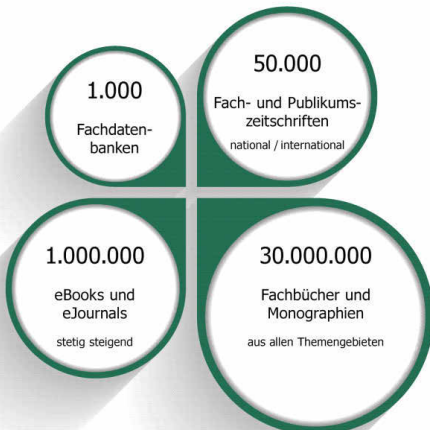 1.000
Fachdaten-
banken
50.000
Fach- und Publikums-
zeitschriften
national / international
1.000.000
eBooks und
eJournals
stetig steigend
30.000.000
Fachbücher und
Monographien
aus allen Themengebieten